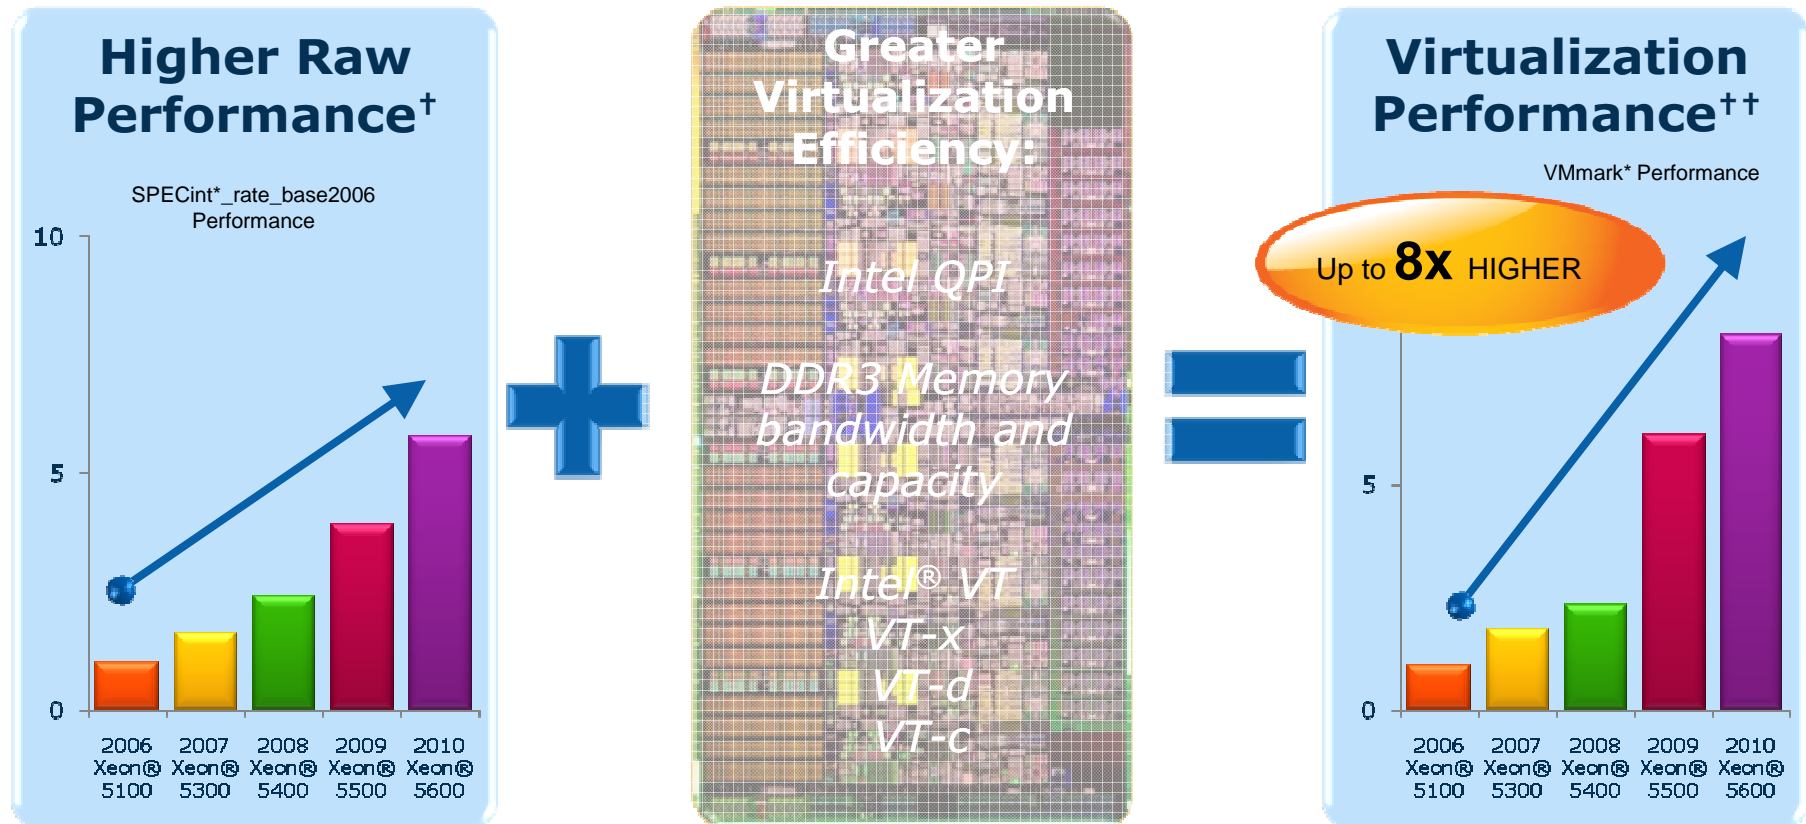 Higher Raw
Performance†
SPECint*_rate_base2006
Performance
10
5
0
2006 2007 2008 2009 2010
Xeon® Xeon® Xeon® Xeon® Xeon®
5100 5300 5400 5500 5600
Greater
Virtualization
Efficiency:
Intel QPI
DDR3 Memory
bandwidth and
capacity
Intel® VT
VT-x
VT-d
VT-c
Virtualization
Performance††
VMmark* Performance
Up to 8x HIGHER
5
0
2006 2007 2008 2009 2010
Xeon® Xeon® Xeon® Xeon® Xeon®
5100 5300 5400 5500 5600